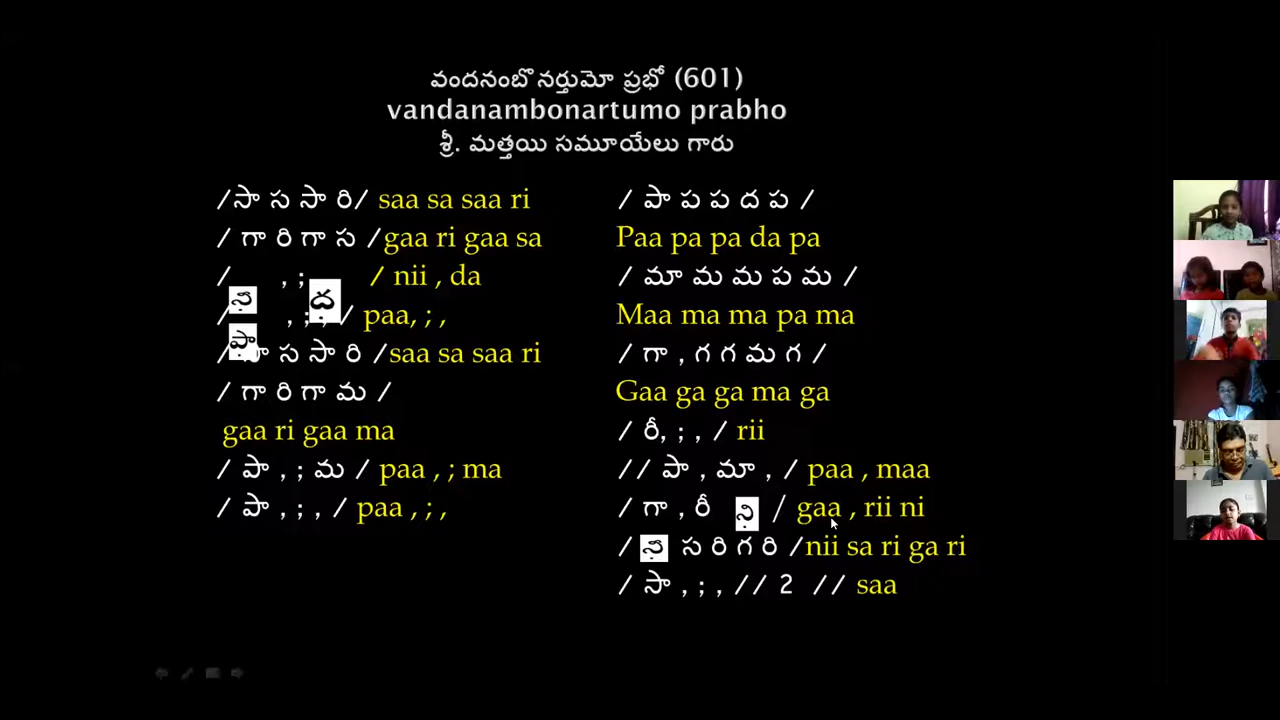 వందనంబొనర్తుమో ప్రభో (601)
vandanambonartumo prabho
శ్రీ. మత్తయి సమూయేలు గారు
/సా స సా రి/ saa sa saa ri
/ గా రి గా స /gaa ri gaa sa
/ ని , ; ధ / nii , da
/ పా , ; , / paa, ; ,
/ సా స సా రి /saa sa saa ri
/ గా రి గా మ /
gaa ri gaa ma
/ పా , ; మ / paa , ; ma
/ పా , ; , / paa , ; ,
/ పా ప ప ద ప /
Paa pa pa da pa
/ మా మ మ ప మ /
Maa ma ma pa ma
/ గా , గ గ మ గ /
Gaa ga ga ma ga
/ రీ, ; , / rii
// పా , మా , / paa , maa
/ గా , రీ ని / gaa , rii ni
/ నీ స రి గ రి /nii sa ri ga ri
/ సా , ; , // 2 // saa